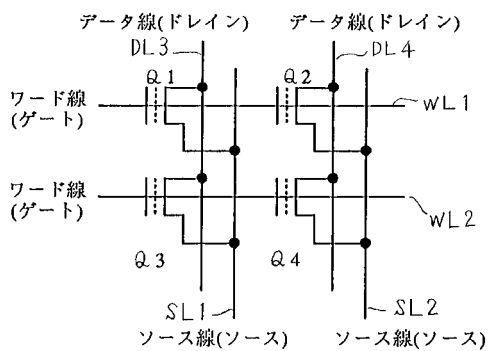 データ線(ドレイン)
データ線(ドレイン)
DL3
DL4
Q1
Q2
ワード線
(ゲート)
WL1
ワード線
(ゲート)
WL2
Q3
Q4
SL1
SL2
ソース線(ソース)
ソース線(ソース)